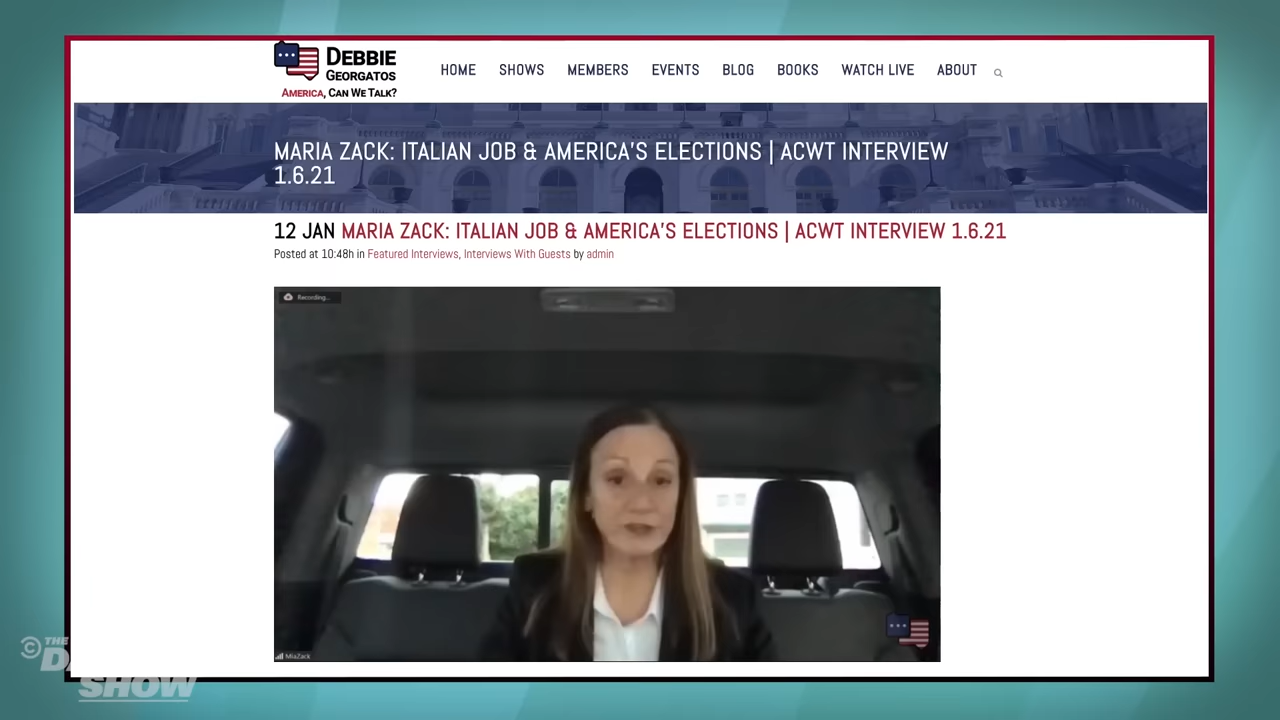 DEBBIE
GEORGATOS
AMERICA, CAN WE TALK?
HOME SHOWS MEMBERS EVENTS BLOG BOOKS WATCH LIVE ABOUT
MARIA ZACK: ITALIAN JOB & AMERICA'S ELECTIONS | ACWT INTERVIEW
1.6.21
12 JAN MARIA ZACK: ITALIAN JOB & AMERICA'S ELECTIONS | ACWT INTERVIEW 1.6.21
Posted at 10:48h in Featured Interviews, Interviews With Guests by admin
Recording...
MiaZack
THE
SHOW